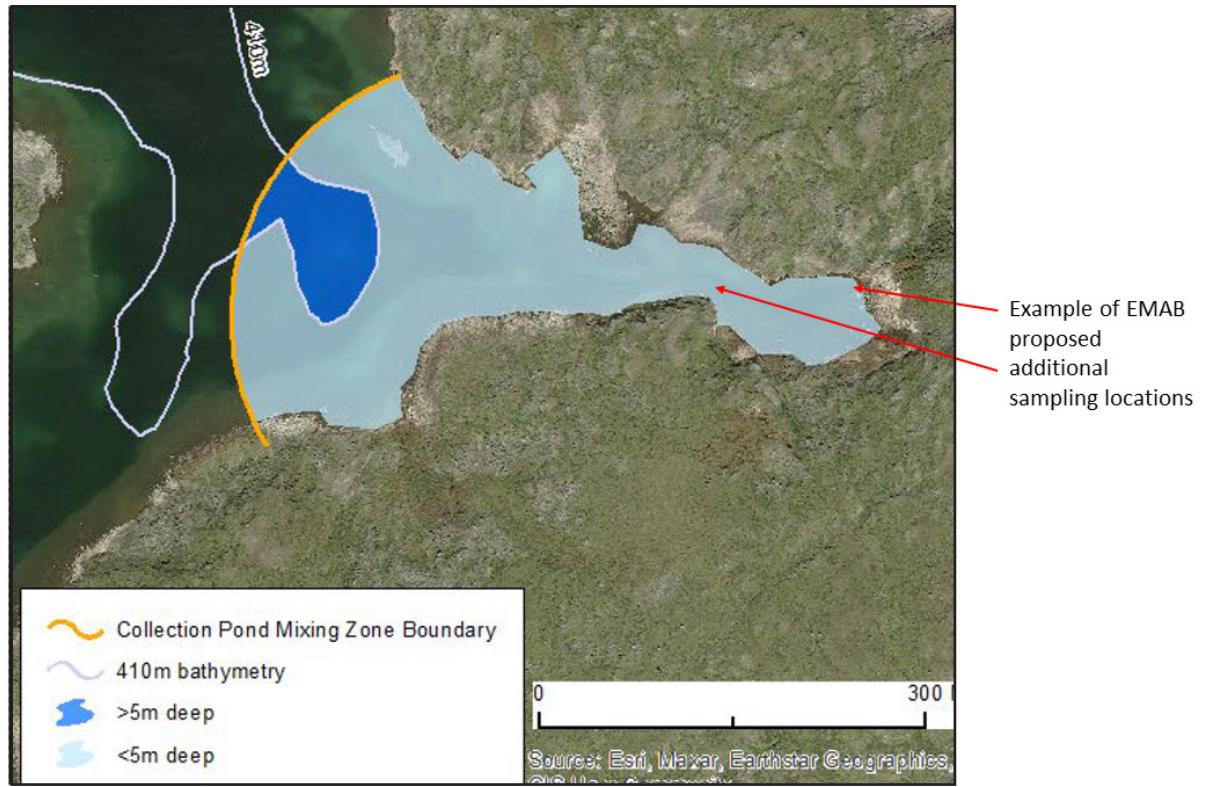 410m
Example of EMAB
proposed
additional
sampling locations
Collection Pond Mixing Zone Boundary
410m bathymetry
>5m deep
<5m deep
0 300
Source: Esri, Maxar, Earthstar Geographics,